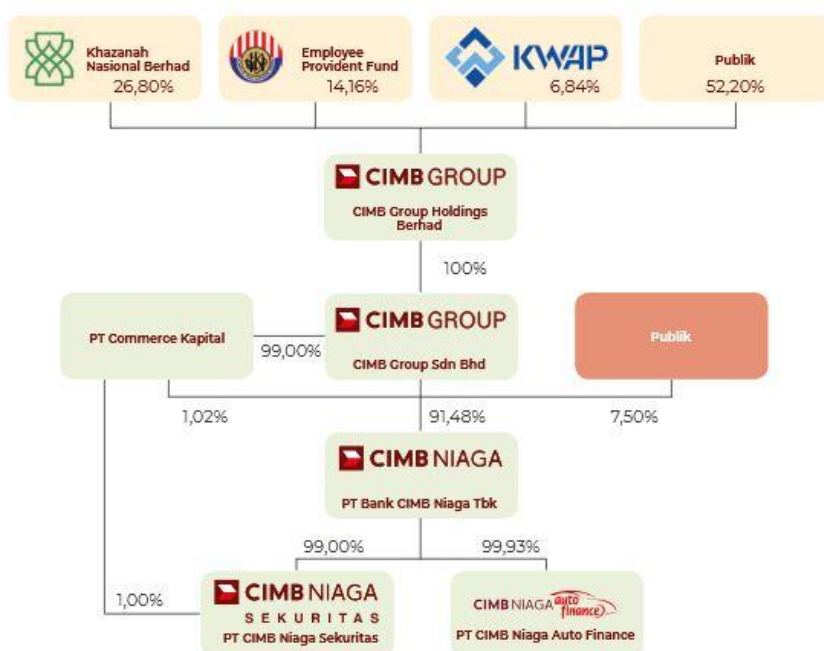 Khazanah
Nasional Berhad
26,80%
Employee
Provident Fund
14,16%
KWAP
6,84%
Publik
52,20%
CIMB GROUP
CIMB Group Holdings
Berhad
100%
PT Commerce Kapital
99,00%
CIMB GROUP
CIMB Group Sdn Bhd
Publik
1,02%
91,48%
7,50%
CIMB NIAGA
PT Bank CIMB Niaga Tbk
99,00%
99,93%
1,00%
CIMB NIAGA
SEKURITAS
PT CIMB Niaga Sekuritas
CIMB NIAGA auto
finance
PT CIMB Niaga Auto Finance